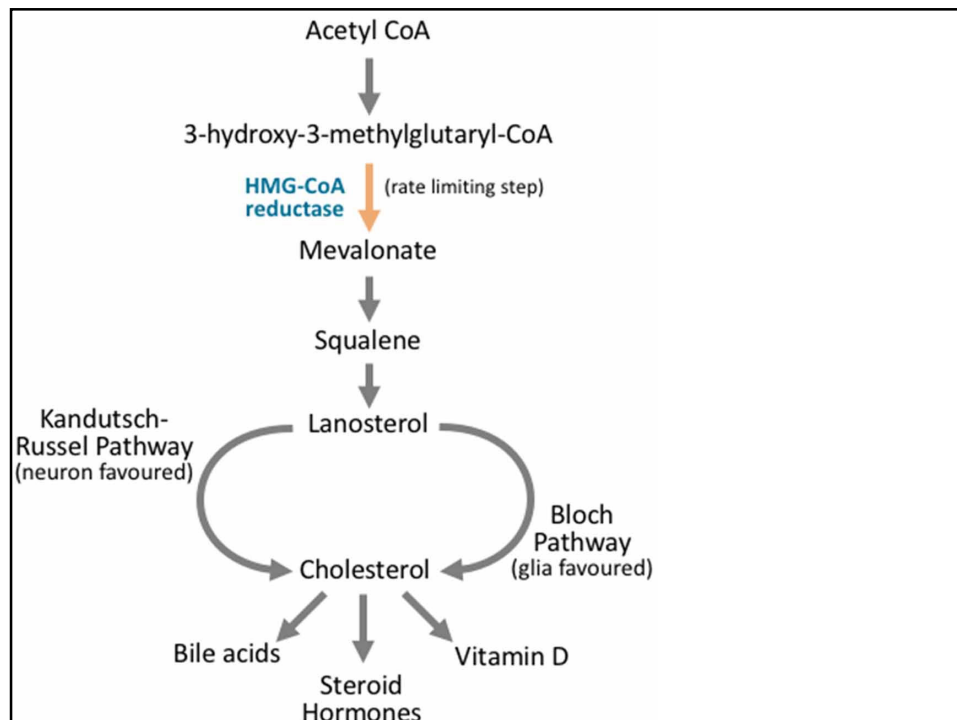 Acetyl CoA
3-hydroxy-3-methylglutaryl-CoA
HMG-CoA
reductase
(rate limiting step)
Mevalonate
Squalene
Lanosterol
Kandutsch-
Russel Pathway
(neuron favoured)
Bloch
Pathway
(glia favoured)
Cholesterol
Bile acids
Steroid
Hormones
Vitamin D